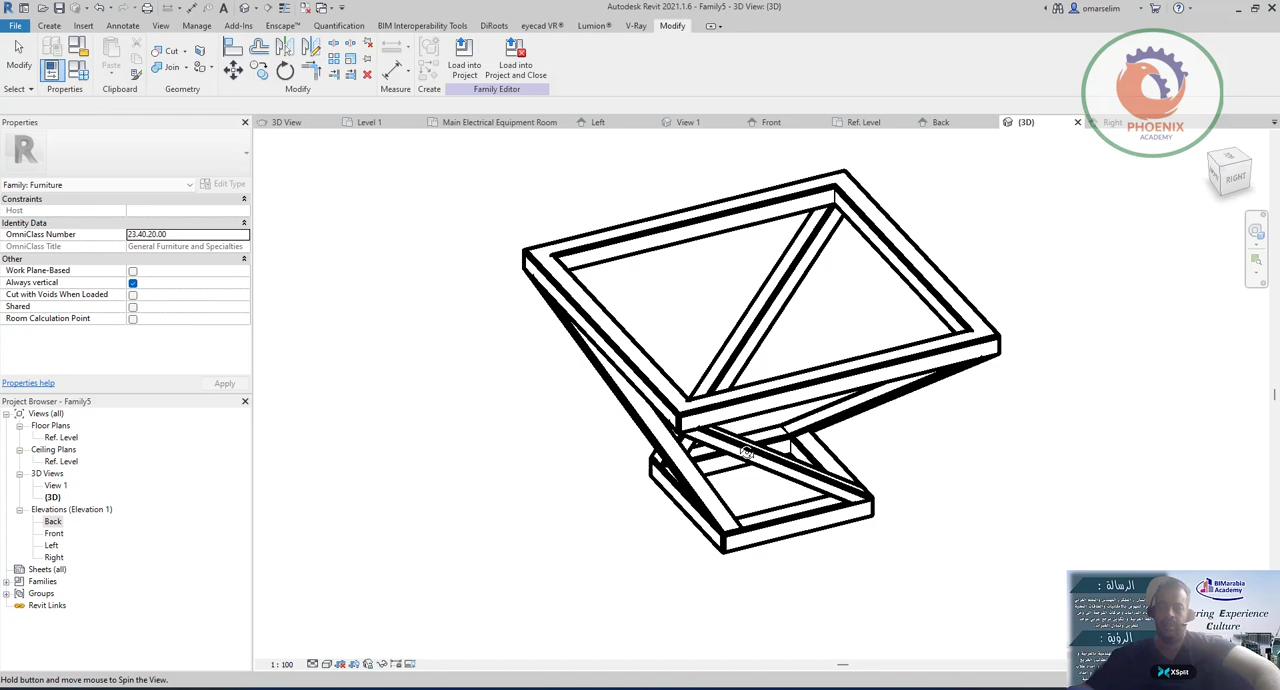 Autodesk Revit 2021.1.6 - Family5 - 3D View: (3D)
omarselim
File
Create
Insert
Annotate
View
Manage
Add-Ins
Enscape™
Quantification
BIM Interoperability Tools
DiRoots
eyecad VR®
Lumion®
V-Ray
Modify
Modify
Paste
Cut
Join
Load into
Project
Load into
Project and Close
Select
Properties
Clipboard
Geometry
Modify
Measure
Create
Family Editor
PHOENIX
ACADEMY
Properties
3D View
Level 1
Main Electrical Equipment Room
Left
View 1
Front
Ref. Level
Back
(3D)
Right
TOP
RIGHT
Family: Furniture
Edit Type
Constraints
Host
Identity Data
OmniClass Number
23.40.20.00
OmniClass Title
General Furniture and Specialties
Other
Work Plane-Based
Always vertical
Cut with Voids When Loaded
Shared
Room Calculation Point
Properties help
Apply
Project Browser - Family5
Views (all)
Floor Plans
Ref. Level
Ceiling Plans
Ref. Level
3D Views
View 1
(3D)
Elevations (Elevation 1)
Back
Front
Left
Right
Sheets (all)
Families
Groups
Revit Links
1 : 100
Hold button and move mouse to Spin the View.
الرسالة :
الرؤية :
BIMarabia
Academy
Experience
Culture
XSplit